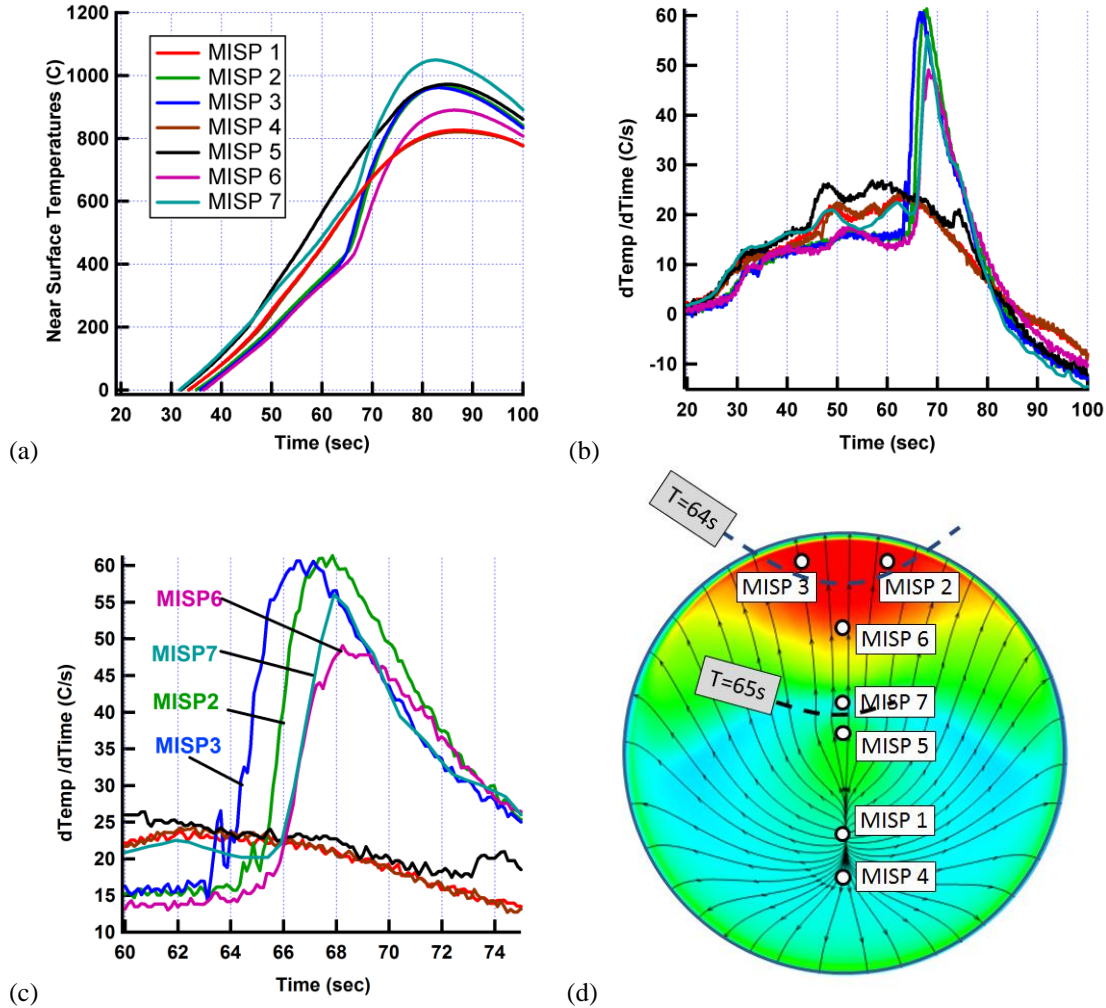 1200
1000
800
600
400
200
0
Near Surface Temperatures (C)
MISP 1
MISP 2
MISP 3
MISP 4
MISP 5
MISP 6
MISP 7
20 30 40 50 60 70 80 90 100
Time (sec)
(a)
60
50
40
30
20
10
0
-10
dTemp /dTime (C/s)
20 30 40 50 60 70 80 90 100
Time (sec)
(b)
60
55
50
45
40
35
30
25
20
15
10
dTemp /dTime (C/s)
MISP6
MISP7
MISP2
MISP3
60 62 64 66 68 70 72 74
Time (sec)
(c)
T=64s
MISP 3
MISP 2
MISP 6
T=65s
MISP 7
MISP 5
MISP 1
MISP 4
(d)